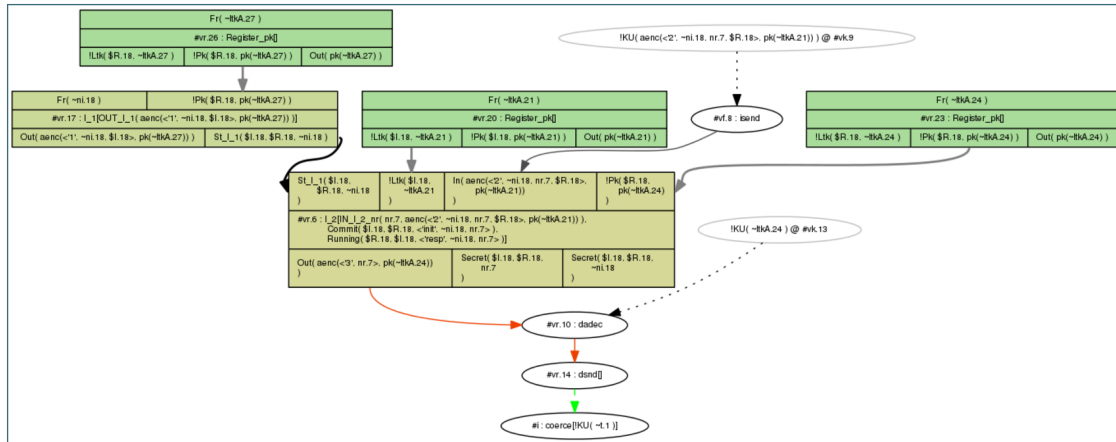 Fr( ~ltkA.27 )
#vr.26 : Register_pk[]
!Ltk( $R.18, ~ltkA.27 ) !Pk( $R.18, pk(~ltkA.27) ) Out( pk(~ltkA.27) )
!KU( aenc(<'2', ~ni.18, nr.7, $R.18>, pk(~ltkA.21)) ) @ #vk.9
Fr( ~ni.18 ) !Pk( $R.18, pk(~ltkA.27) )
#vr.17 : I_1[OUT_I_1( aenc(<'1', ~ni.18, $I.18>, pk(~ltkA.27)) )]
Out( aenc(<'1', ~ni.18, $I.18>, pk(~ltkA.27)) ) St_I_1( $I.18, $R.18, ~ni.18 )
Fr( ~ltkA.21 )
#vr.20 : Register_pk[]
!Ltk( $I.18, ~ltkA.21 ) !Pk( $I.18, pk(~ltkA.21) ) Out( pk(~ltkA.21) )
#vf.8 : isend
Fr( ~ltkA.24 )
#vr.23 : Register_pk[]
!Ltk( $R.18, ~ltkA.24 ) !Pk( $R.18, pk(~ltkA.24) ) Out( pk(~ltkA.24) )
St_I_1( $I.18,
$R.18, ~ni.18
)
!Ltk( $I.18,
~ltkA.21
)
In( aenc(<'2', ~ni.18, nr.7, $R.18>,
pk(~ltkA.21))
)
!Pk( $R.18,
pk(~ltkA.24)
)
#vr.6 : I_2[IN_I_2_nr( nr.7, aenc(<'2', ~ni.18, nr.7, $R.18>, pk(~ltkA.21)) ),
Commit( $I.18, $R.18, <'init', ~ni.18, nr.7> ),
Running( $R.18, $I.18, <'resp', ~ni.18, nr.7> )]
Out( aenc(<'3', nr.7>, pk(~ltkA.24))
)
Secret( $I.18, $R.18,
nr.7
)
Secret( $I.18, $R.18,
~ni.18
)
!KU( ~ltkA.24 ) @ #vk.13
#vr.10 : dadec
#vr.14 : dsnd[]
#i : coerce[!KU( ~t.1 )]